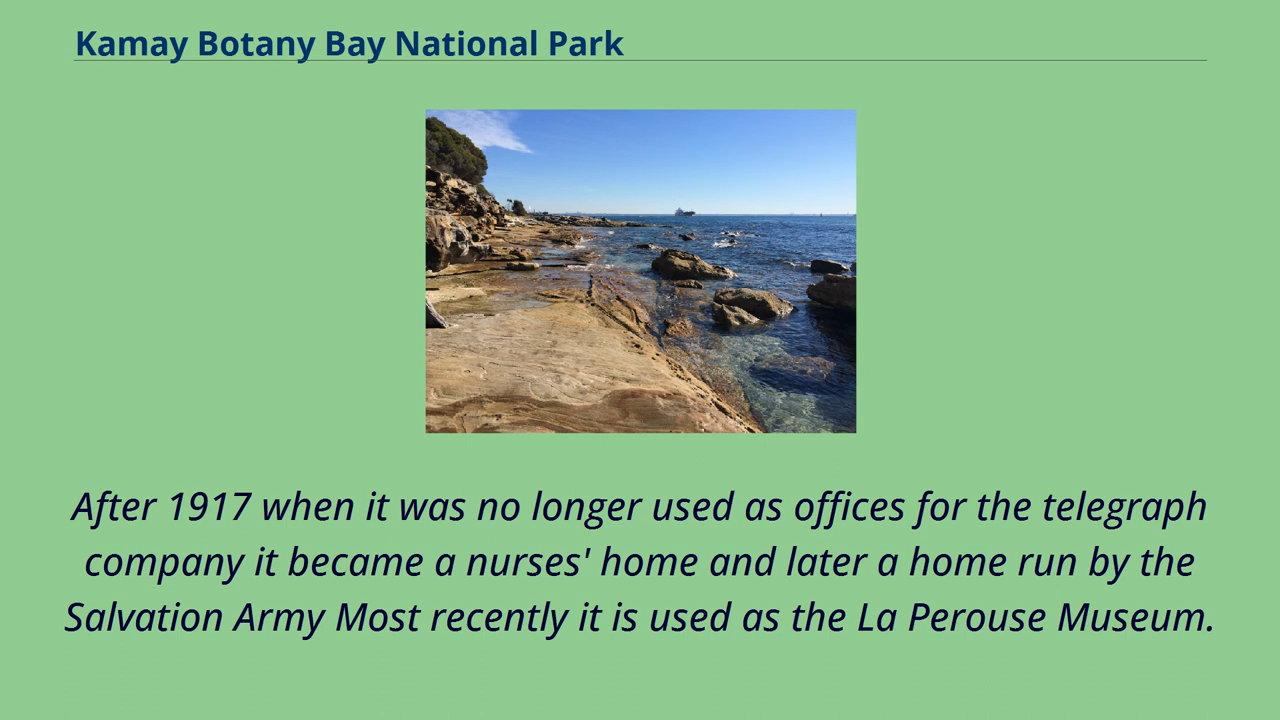 Kamay Botany Bay National Park
After 1917 when it was no longer used as offices for the telegraph
company it became a nurses' home and later a home run by the
Salvation Army Most recently it is used as the La Perouse Museum.